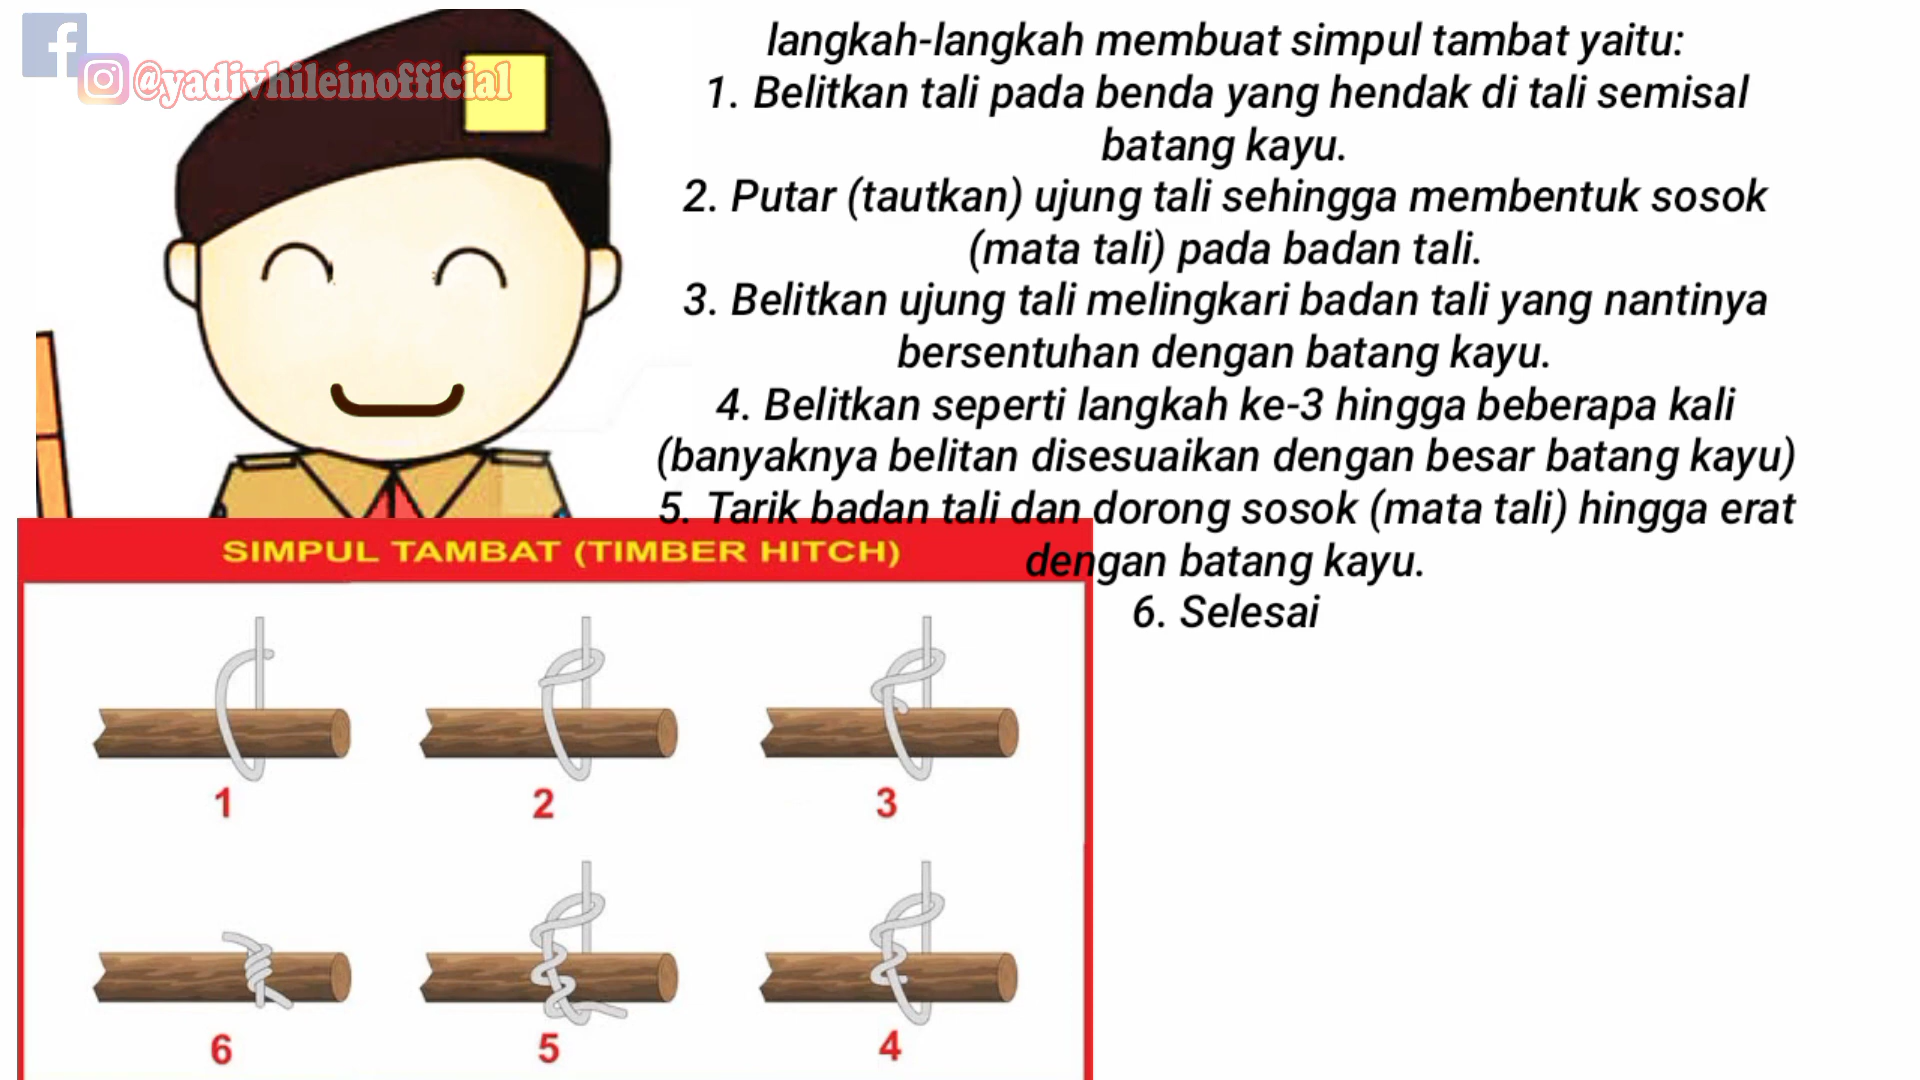 @yadivhileinofficial
langkah-langkah membuat simpul tambat yaitu:
1. Belitkan tali pada benda yang hendak di tali semisal
batang kayu.
2. Putar (tautkan) ujung tali sehingga membentuk sosok
(mata tali) pada badan tali.
3. Belitkan ujung tali melingkari badan tali yang nantinya
bersentuhan dengan batang kayu.
4. Belitkan seperti langkah ke-3 hingga beberapa kali
(banyaknya belitan disesuaikan dengan besar batang kayu)
5. Tarik badan tali dan dorong sosok (mata tali) hingga erat
dengan batang kayu.
6. Selesai
SIMPUL TAMBAT (TIMBER HITCH)
1
2
3
6
5
4